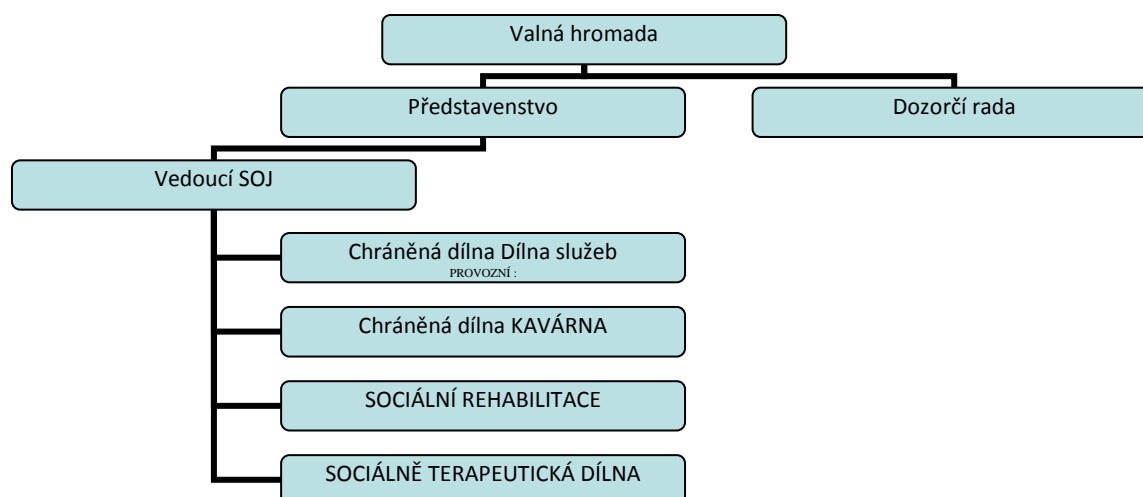 Valná hromada
Představenstvo
Dozorčí rada
Vedoucí SOJ
Chráněná dílna Dílna služeb
PROVOZNÍ :
Chráněná dílna KAVÁRNA
SOCIÁLNÍ REHABILITACE
SOCIÁLNĚ TERAPEUTICKÁ DÍLNA